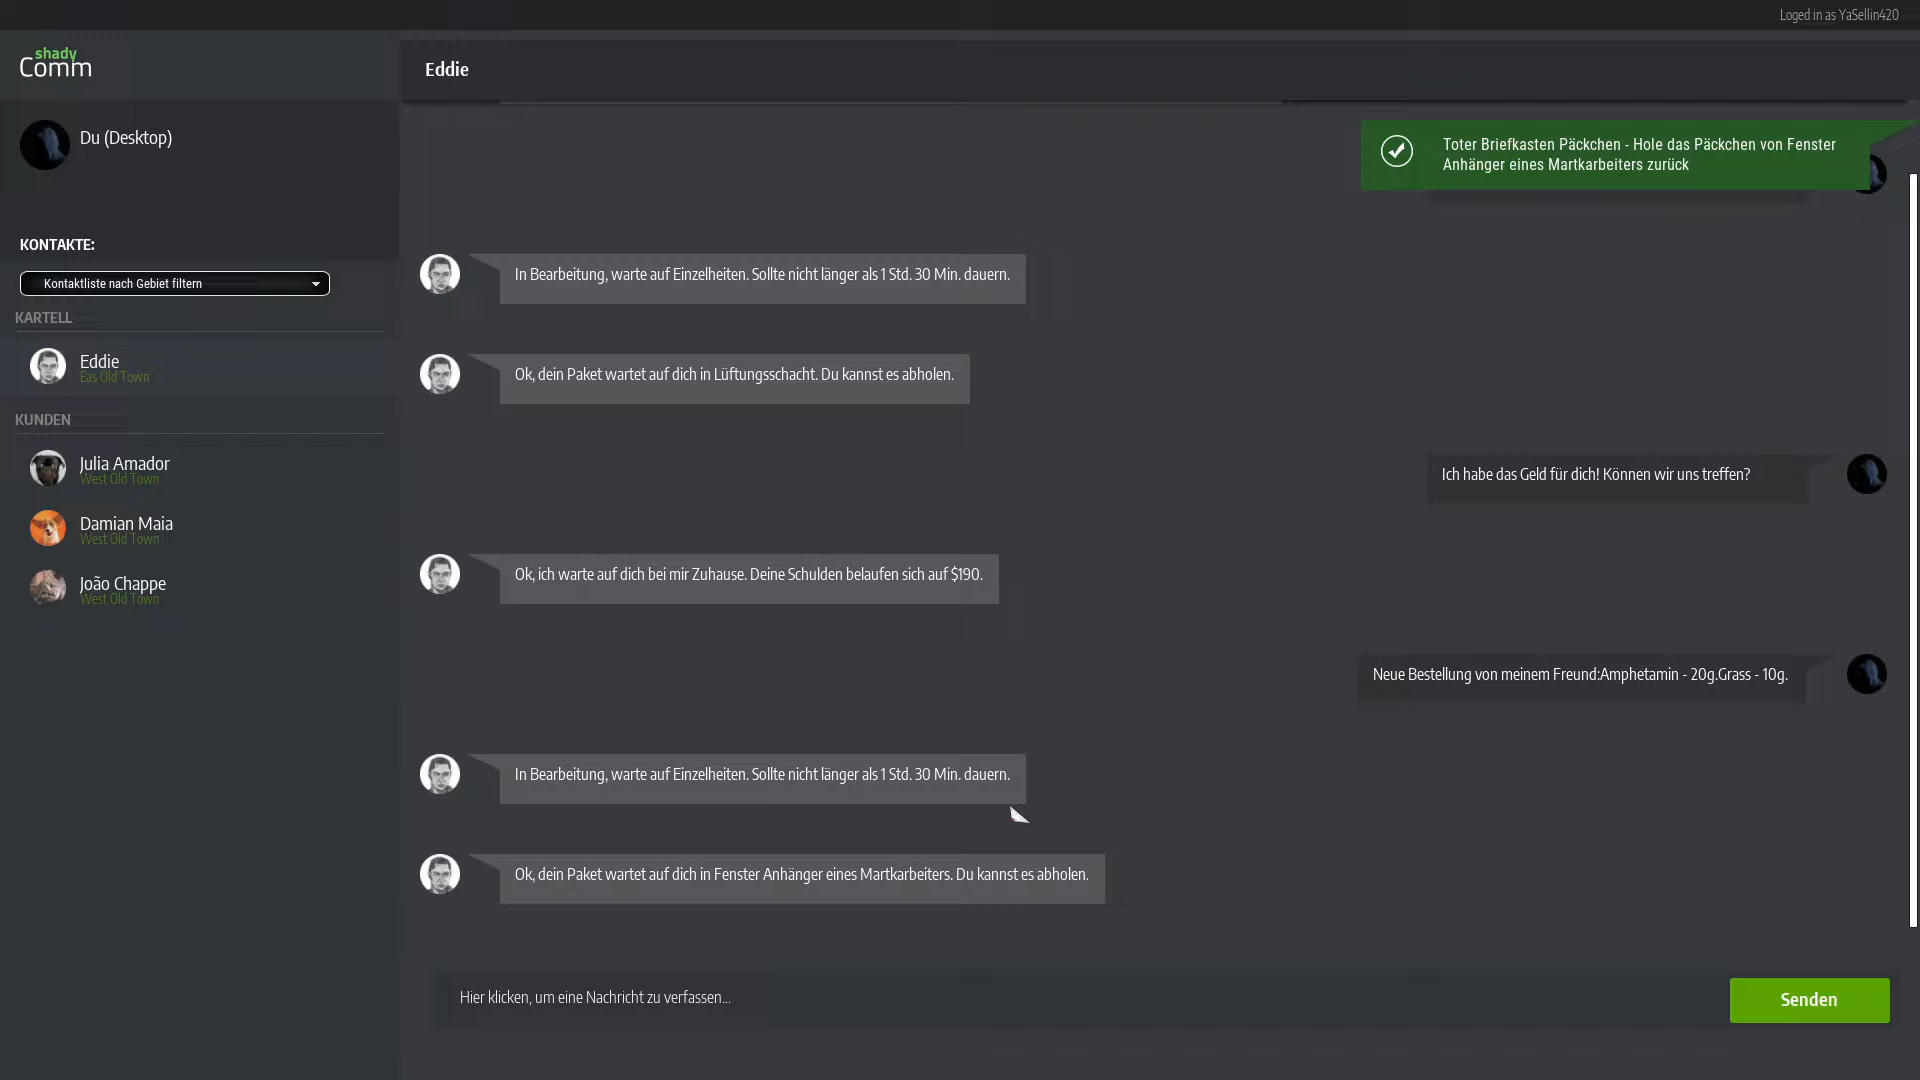 Loged in as YaSellin420
shady
Comm
Eddie
Du (Desktop)
Toter Briefkasten Päckchen - Hole das Päckchen von Fenster
Anhänger eines Martkarbeiters zurück
KONTAKTE:
Kontaktliste nach Gebiet filtern
KARTELL
Eddie
Eas Old Town
KUNDEN
Julia Amador
West Old Town
Damian Maia
West Old Town
João Chappe
West Old Town
In Bearbeitung, warte auf Einzelheiten. Sollte nicht länger als 1 Std. 30 Min. dauern.
Ok, dein Paket wartet auf dich in Lüftungsschacht. Du kannst es abholen.
Ich habe das Geld für dich! Können wir uns treffen?
Ok, ich warte auf dich bei mir Zuhause. Deine Schulden belaufen sich auf $190.
Neue Bestellung von meinem Freund:Amphetamin - 20g.Grass - 10g.
In Bearbeitung, warte auf Einzelheiten. Sollte nicht länger als 1 Std. 30 Min. dauern.
Ok, dein Paket wartet auf dich in Fenster Anhänger eines Martkarbeiters. Du kannst es abholen.
Hier klicken, um eine Nachricht zu verfassen...
Senden